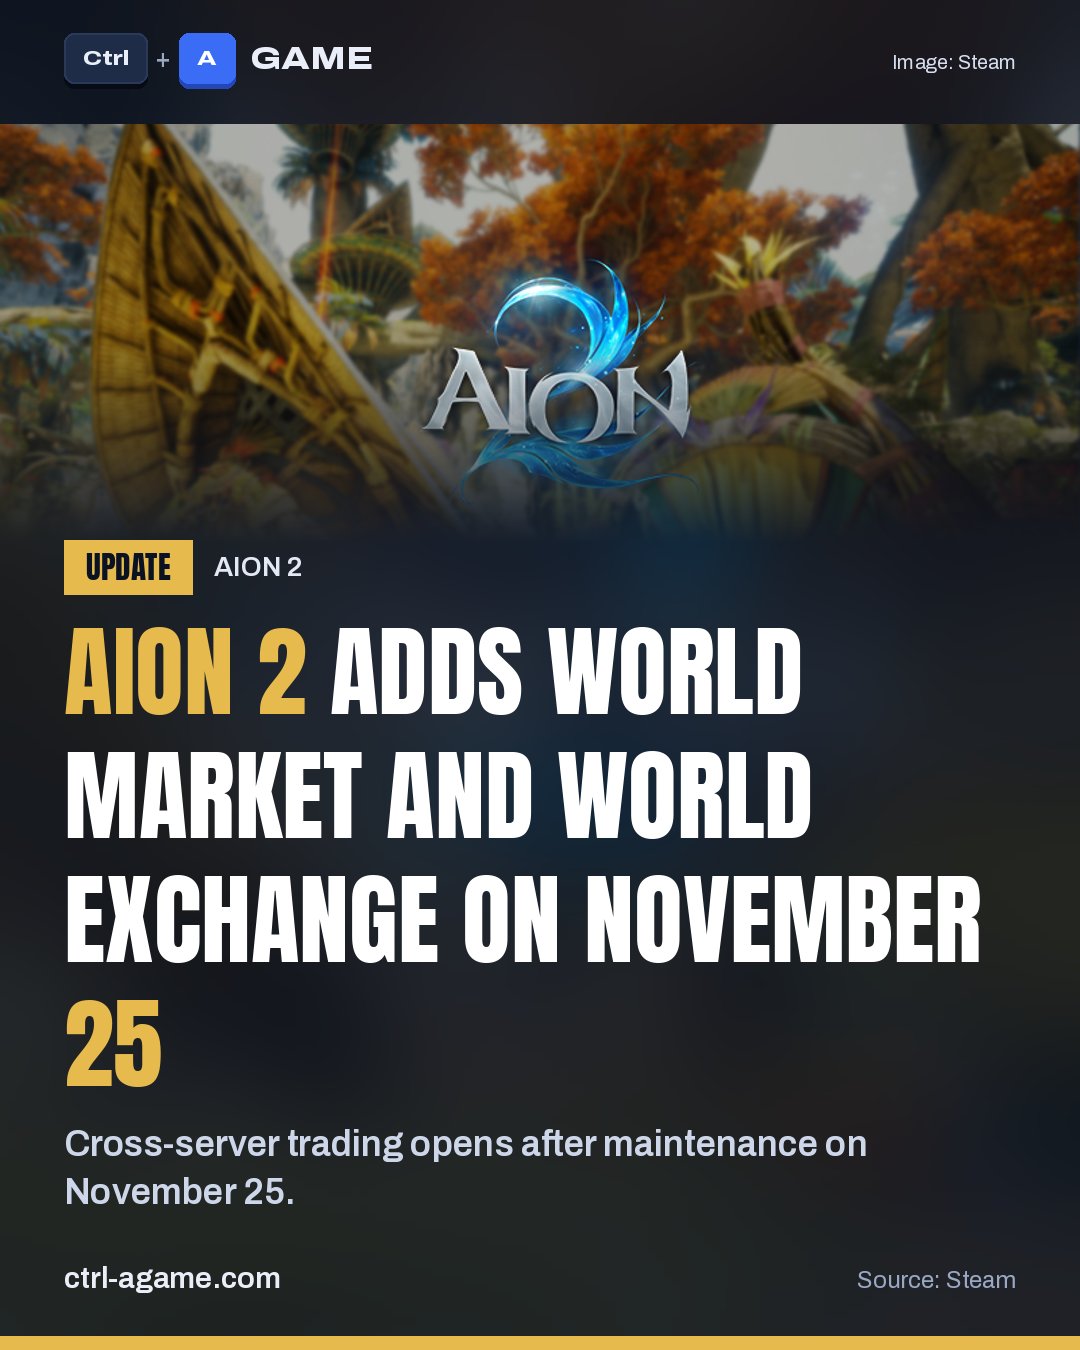 Ctrl + A GAME
Image: Steam
AION 2
UPDATE AION 2
AION 2 ADDS WORLD
MARKET AND WORLD
EXCHANGE ON NOVEMBER
25
Cross-server trading opens after maintenance on
November 25.
ctrl-agame.com
Source: Steam